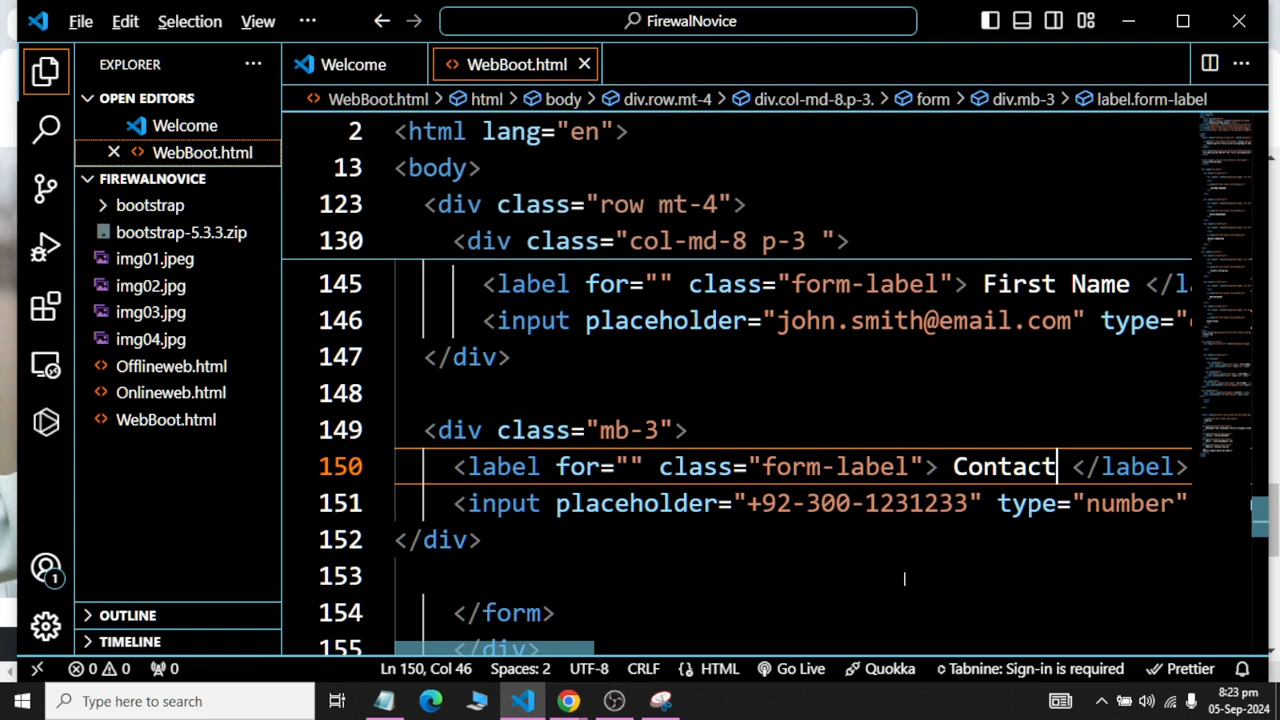 File Edit Selection View ··· FirewalNovice
EXPLORER ···
OPEN EDITORS
Welcome
WebBoot.html
FIREWALNOVICE
bootstrap
bootstrap-5.3.3.zip
img01.jpeg
img02.jpg
img03.jpg
img04.jpg
Offlineweb.html
Onlineweb.html
WebBoot.html
OUTLINE
TIMELINE
Welcome WebBoot.html
WebBoot.html > html > body > div.row.mt-4 > div.col-md-8.p-3. > form > div.mb-3 > label.form-label
2 <html lang="en">
13 <body>
123 <div class="row mt-4">
130 <div class="col-md-8 p-3 ">
145 <lbel for="" class="form-label"> First Name </l
146 <input placeholder="john.smith@email.com" type="
147 </div>
148
149 <div class="mb-3">
150 <label for="" class="form-label"> Contact </label>
151 <input placeholder="+92-300-1231233" type="number"
152 </div>
153
154 </form>
155 </div>
1
0 0 0 Ln 150, Col 46 Spaces: 2 UTF-8 CRLF HTML Go Live Quokka Tabnine: Sign-in is required Prettier
Type here to search
8:23 pm
05-Sep-2024